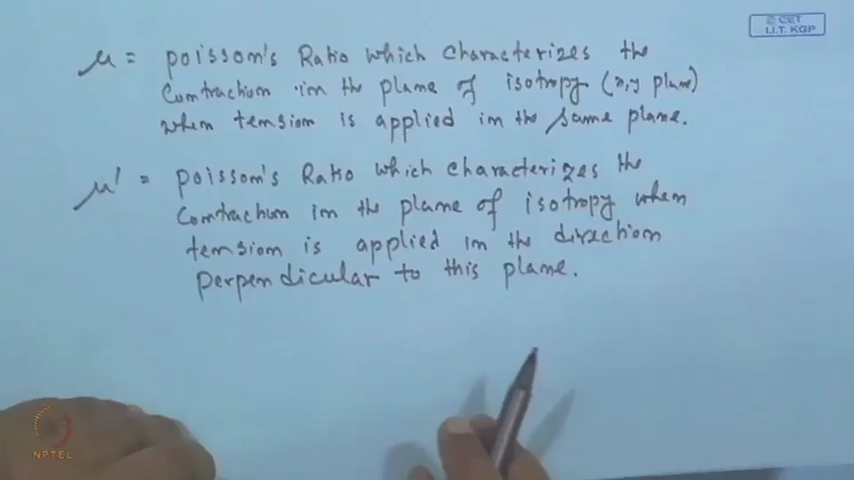 © CET
I.I.T. KGP
μ = poisson's Ratio which characterizes the
Contraction in the plane of isotropy (x,y plane)
when tension is applied in the same plane.
μ' = poisson's Ratio which characterizes the
Contraction in the plane of isotropy when
tension is applied in the direction
perpendicular to this plane.
NPTEL